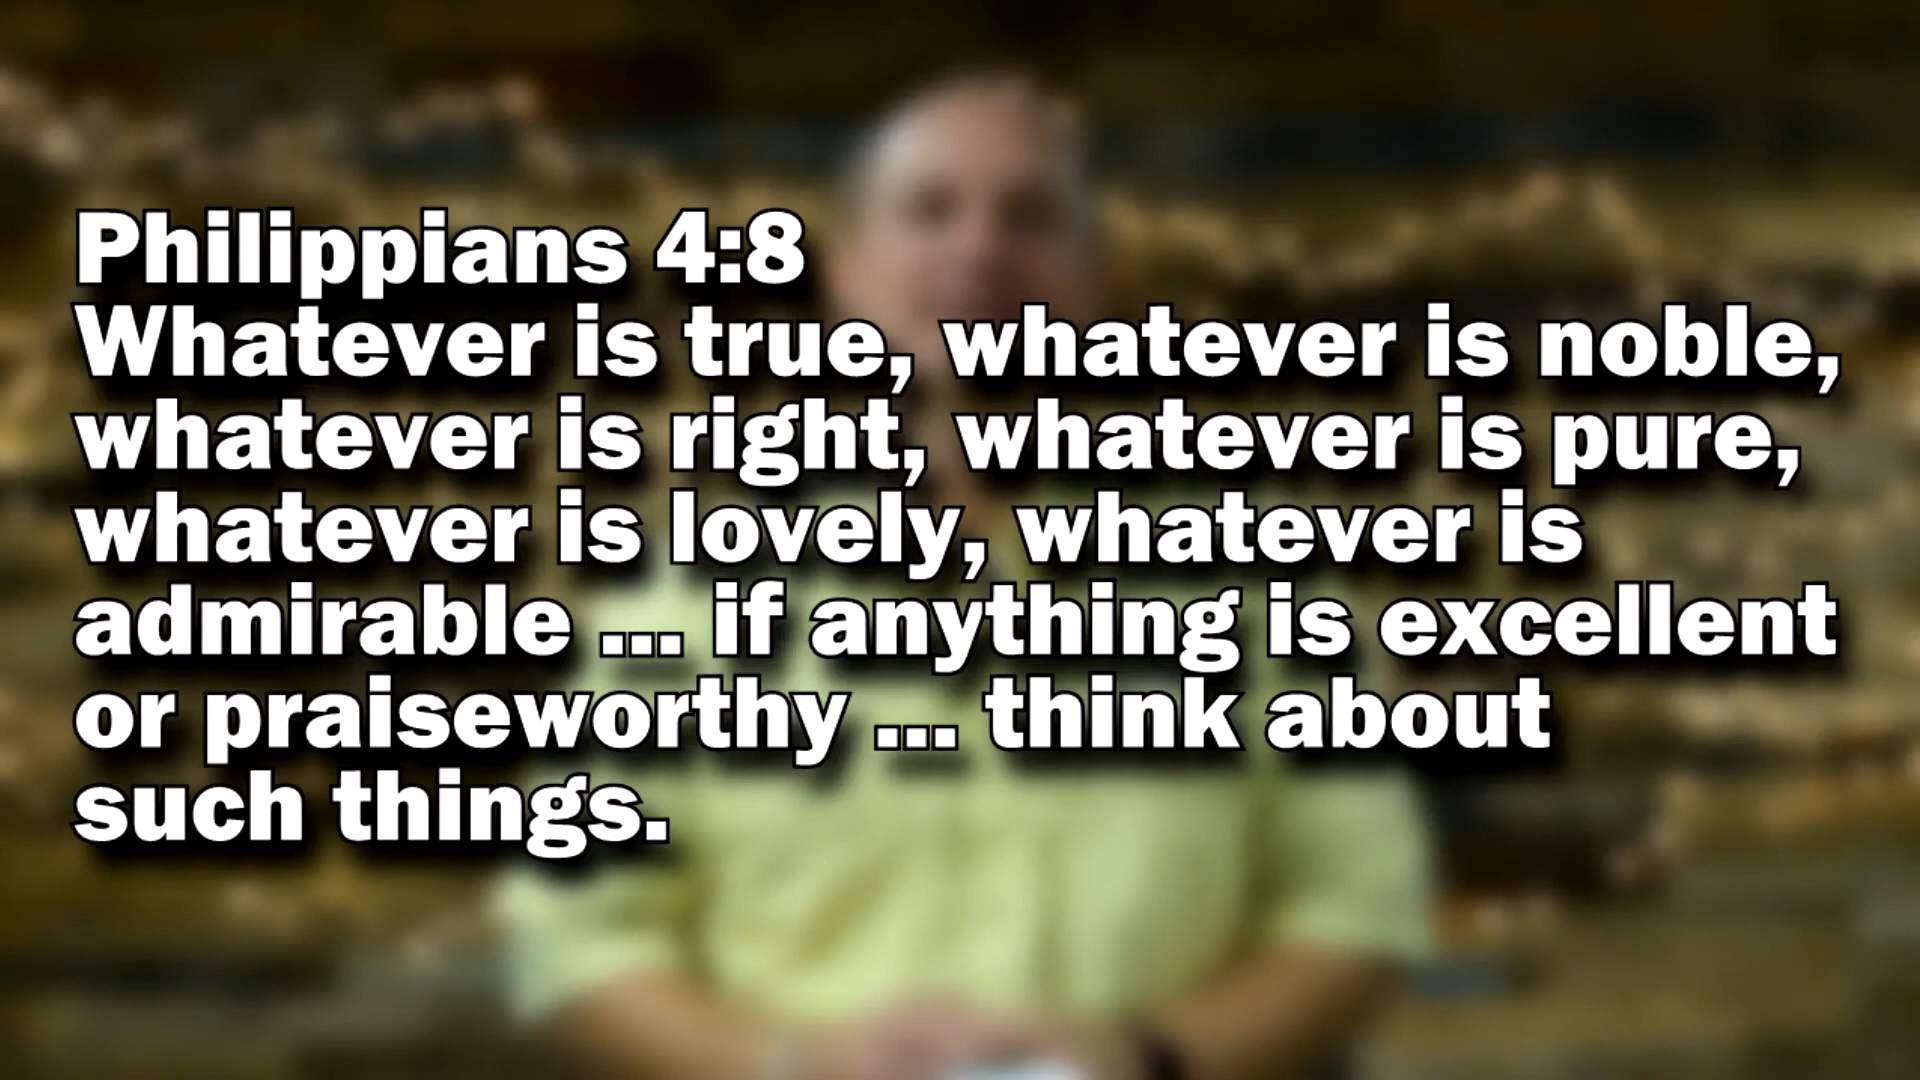 Philippians 4:8
Whatever is true, whatever is noble,
whatever is right, whatever is pure,
whatever is lovely, whatever is
admirable ... if anything is excellent
or praiseworthy ... think about
such things.